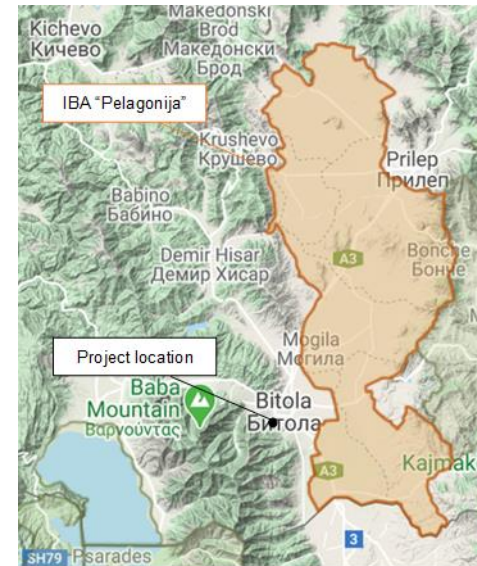 Makedonski
Brod
Македонски
Брод
Kichevo
Кичево
IBA “Pelagonija”
Krushevo
Крушево
Prilep
Прилеп
Babino
Бабино
Demir Hisar
Демир Хисар
A3
Bonche
Бонче
Mogila
Могила
Project location
Baba
Mountain
Βαρνούντας
Bitola
Битола
A3
Kajmak
3
SH79
Psarades